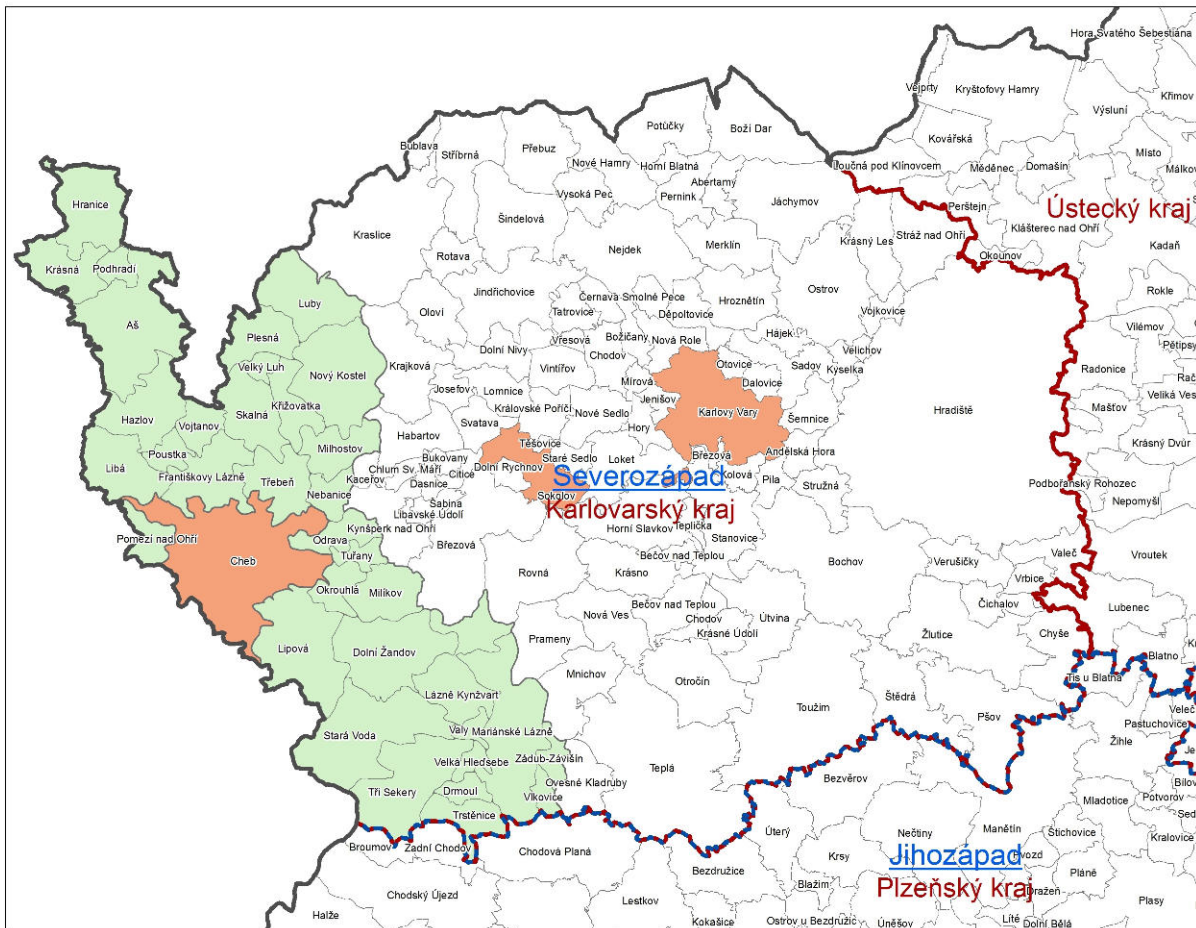 Hora Svatého Šebestiána
Vejprty
Kryštofovy Hamry
Křimov
Výsluní
Potůčky
Boží Dar
Kovářská
Bublava
Stříbrná
Přebuz
Nové Hamry
Horní Blatná
Loučná pod Klínovcem
Měděnec
Domašín
Místo
Málkov
Hranice
Vysoká Pec
Abertamy
Pernink
Jáchymov
Perštejn
Ústecký kraj
Šindelová
Kraslice
Merklín
Krásný Les
Stráž nad Ohří
Klášterec nad Ohří
Kadaň
Rotava
Nejdek
Okounov
Krásná
Podhradí
Jindřichovice
Ostrov
Rokle
Luby
Oloví
Černava
Smolné Pece
Hroznětín
Tatrovice
Děpoltovice
Vojkovice
Vilémov
Aš
Plesná
Vřesová
Božičany
Nová Role
Hájek
Pětipsy
Velký Luh
Krajková
Dolní Nivy
Chodov
Otovice
Velichov
Radonice
Nový Kostel
Vintířov
Sadov
Kyselka
Mírová
Dalovice
Josefov
Lomnice
Jenišov
Veliké Ves
Hazlov
Skalná
Křižovatka
Královské Poříčí
Nové Sedlo
Karlovy Vary
Hradiště
Mašťov
Vojtanov
Svatava
Hory
Šemnice
Habartov
Těšovice
Krásný Dvůr
Poustka
Milhostov
Bukovany
Staré Sedlo
Loket
Březová
Andělská Hora
Libá
Františkovy Lázně
Třebeň
Kaceřov
Chlum Sv. Máří
Citice
Dolní Rychnov
Severozápad
Kolová
Pila
Stružná
Dasnice
Podbořanský Rohozec
Nebanice
Sabina
Sokolov
Nepomyšl
Libavské Údolí
Karlovarský kraj
Kynšperk nad Ohří
Horní Slavkov
Teplička
Pomezí nad Ohří
Odrava
Březová
Stanovice
Cheb
Tuřany
Bečov nad Teplou
Valeč
Vroutek
Rovná
Krásno
Bochov
Verušičky
Okrouhlá
Milíkov
Vrbice
Bečov nad Teplou
Čichalov
Nová Ves
Chodov
Útvina
Lubenec
Krásné Údolí
Žlutice
Chyše
Lipová
Dolní Žandov
Prameny
Blatno
Mnichov
Otročín
Tis u Blatna
Lázně Kynžvart
Štědrá
Toužim
Pšov
Pastuchovice
Stará Voda
Valy
Mariánské Lázně
Žihle
Velká Hleďsebe
Zádub-Závišín
Teplá
Bezvěrov
Tři Sekery
Drmoul
Ovesné Kladruby
Vlkovice
Mladotice
Potvorov
Trstěnice
Manětín
Štichovice
Úterý
Nečtiny
Kralovice
Broumov
Zadní Chodov
Chodová Planá
Krsy
Jihozápad
Hvozd
Bezdružice
Pláně
Chodský Újezd
Blažim
Plzeňský kraj
Dražeň
Plasy
Lestkov
Halže
Kokašice
Ostrov u Bezdružic
Úněšov
Líté
Dolní Bělá